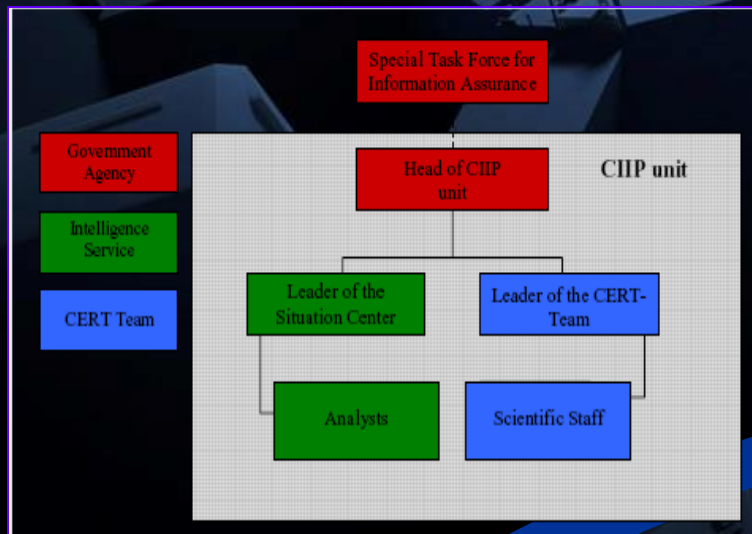 Special Task Force for
Information Assurance
Government
Agency
Head of CIIP
unit
CIIP unit
Intelligence
Service
Leader of the
Situation Center
Leader of the CERT-
Team
CERT Team
Analysts
Scientific Staff